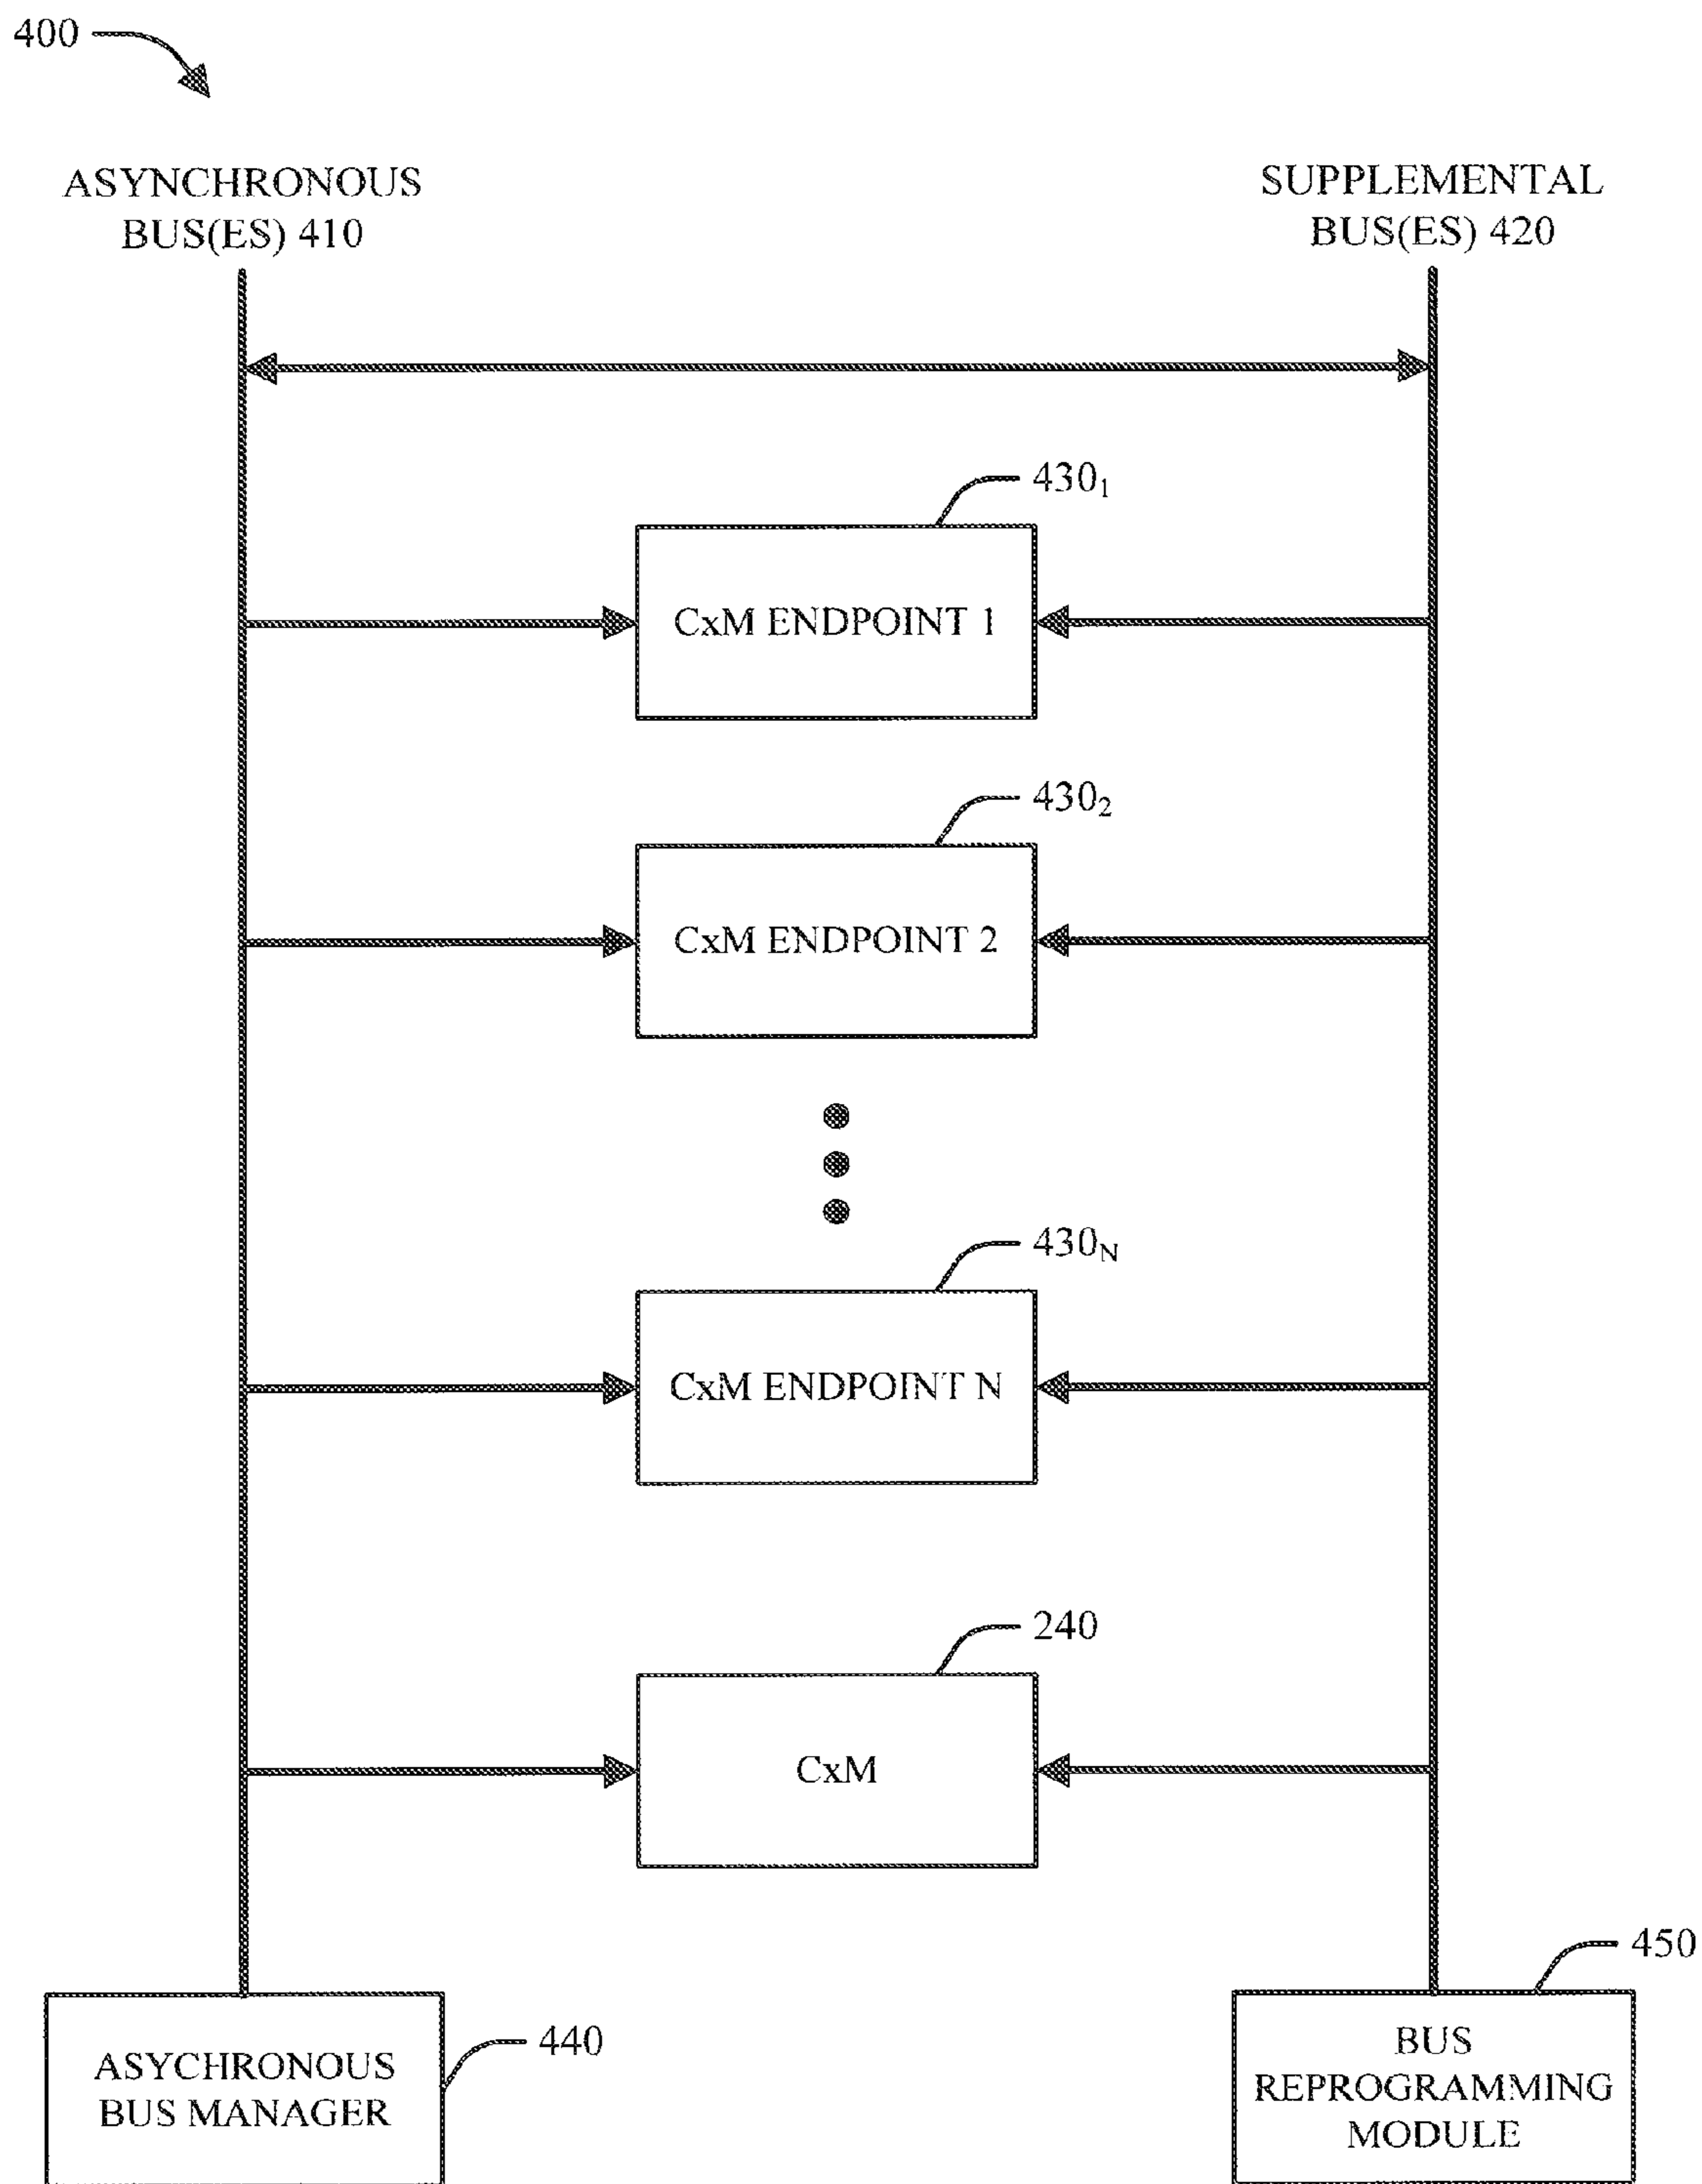 400
ASYNCHRONOUS
BUS(ES) 410
SUPPLEMENTAL
BUS(ES) 420
430₁
CxM ENDPOINT 1
430₂
CxM ENDPOINT 2
430N
CxM ENDPOINT N
240
CxM
450
440
ASYCHRONOUS
BUS MANAGER
BUS
REPROGRAMMING
MODULE